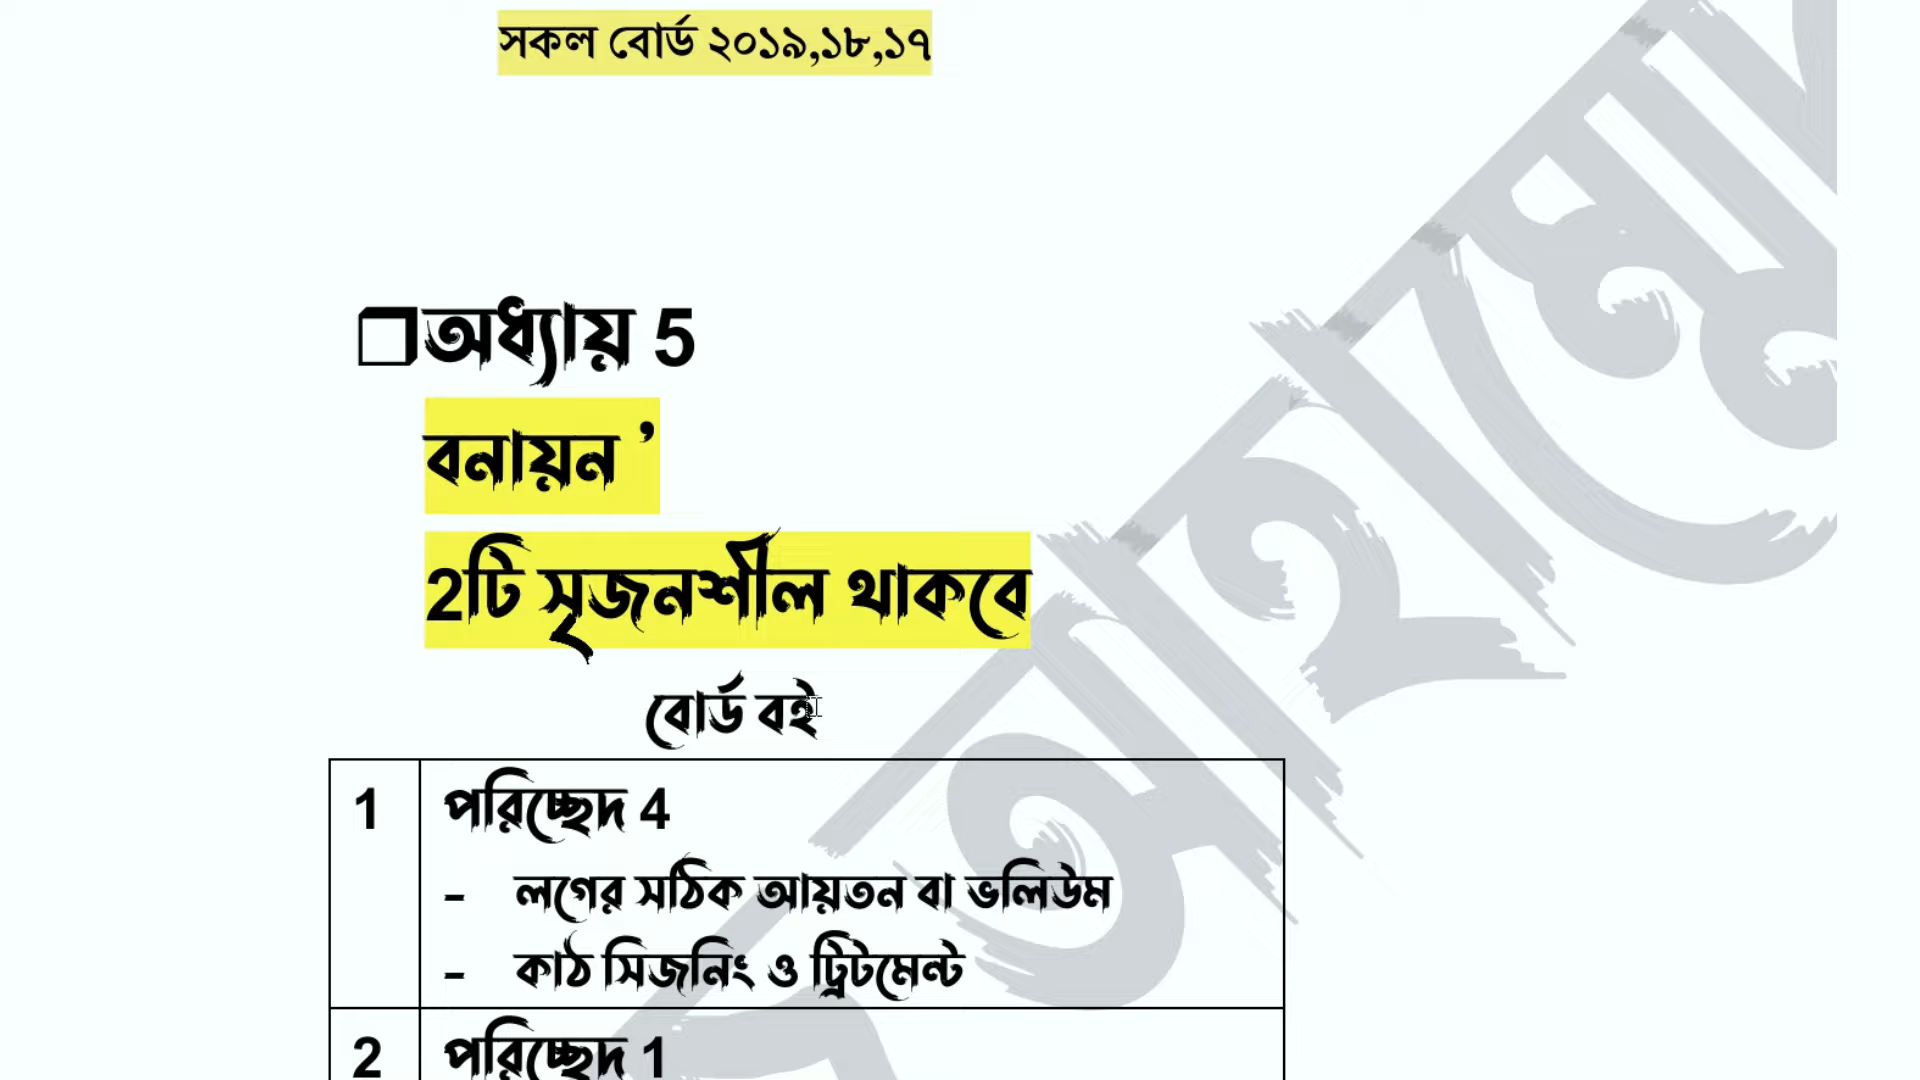 সকল বোর্ড ২০১৯,১৮,১৭
❒অধ্যায় 5
বনায়ন ’
2টি সৃজনশীল থাকবে
বোর্ড বই
1 পরিচ্ছেদ 4
- লগের সঠিক আয়তন বা ভলিউম
- কাঠ সিজনিং ও ট্রিটমেন্ট
2 পরিচ্ছেদ 1